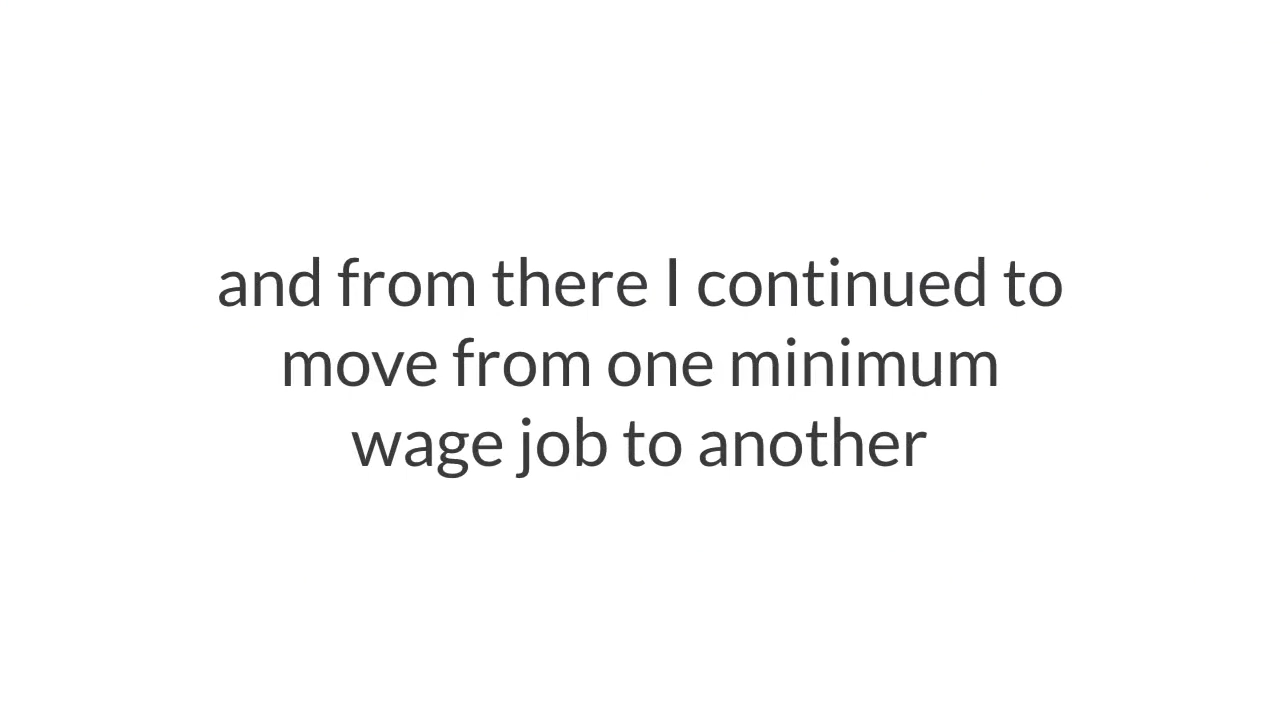 and from there I continued to
move from one minimum
wage job to another